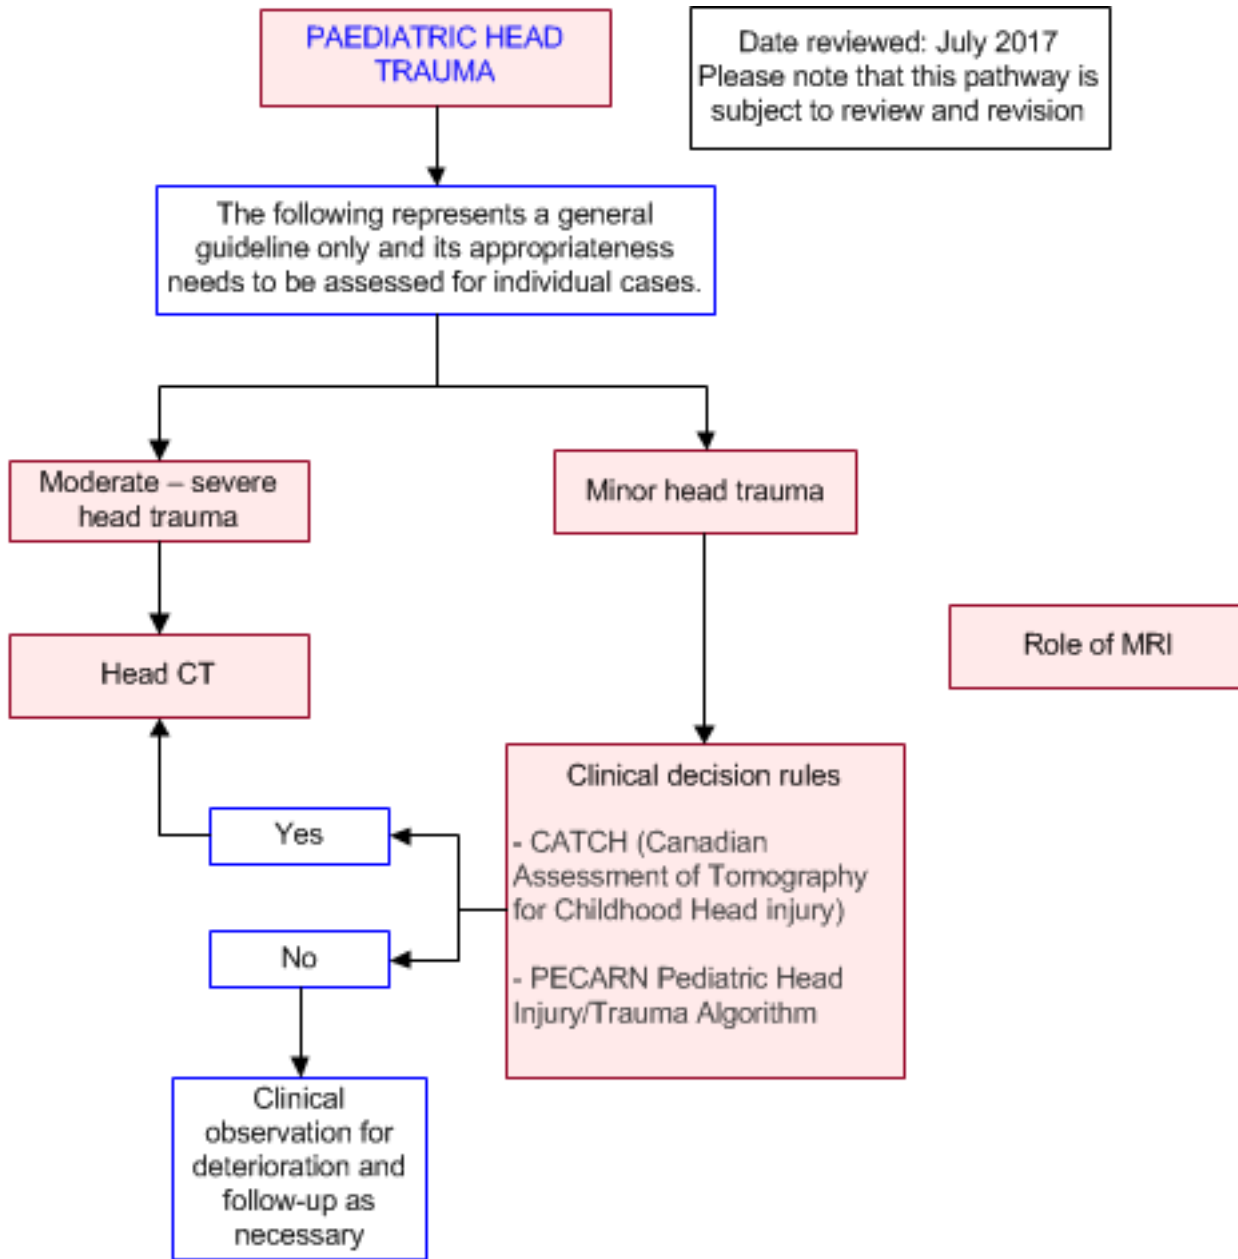 PAEDIATRIC HEAD
TRAUMA
Date reviewed: July 2017
Please note that this pathway is
subject to review and revision
The following represents a general
guideline only and its appropriateness
needs to be assessed for individual cases.
Moderate – severe
head trauma
Minor head trauma
Head CT
Role of MRI
Clinical decision rules
- CATCH (Canadian
Assessment of Tomography
for Childhood Head injury)
- PECARN Pediatric Head
Injury/Trauma Algorithm
Yes
No
Clinical
observation for
deterioration and
follow-up as
necessary